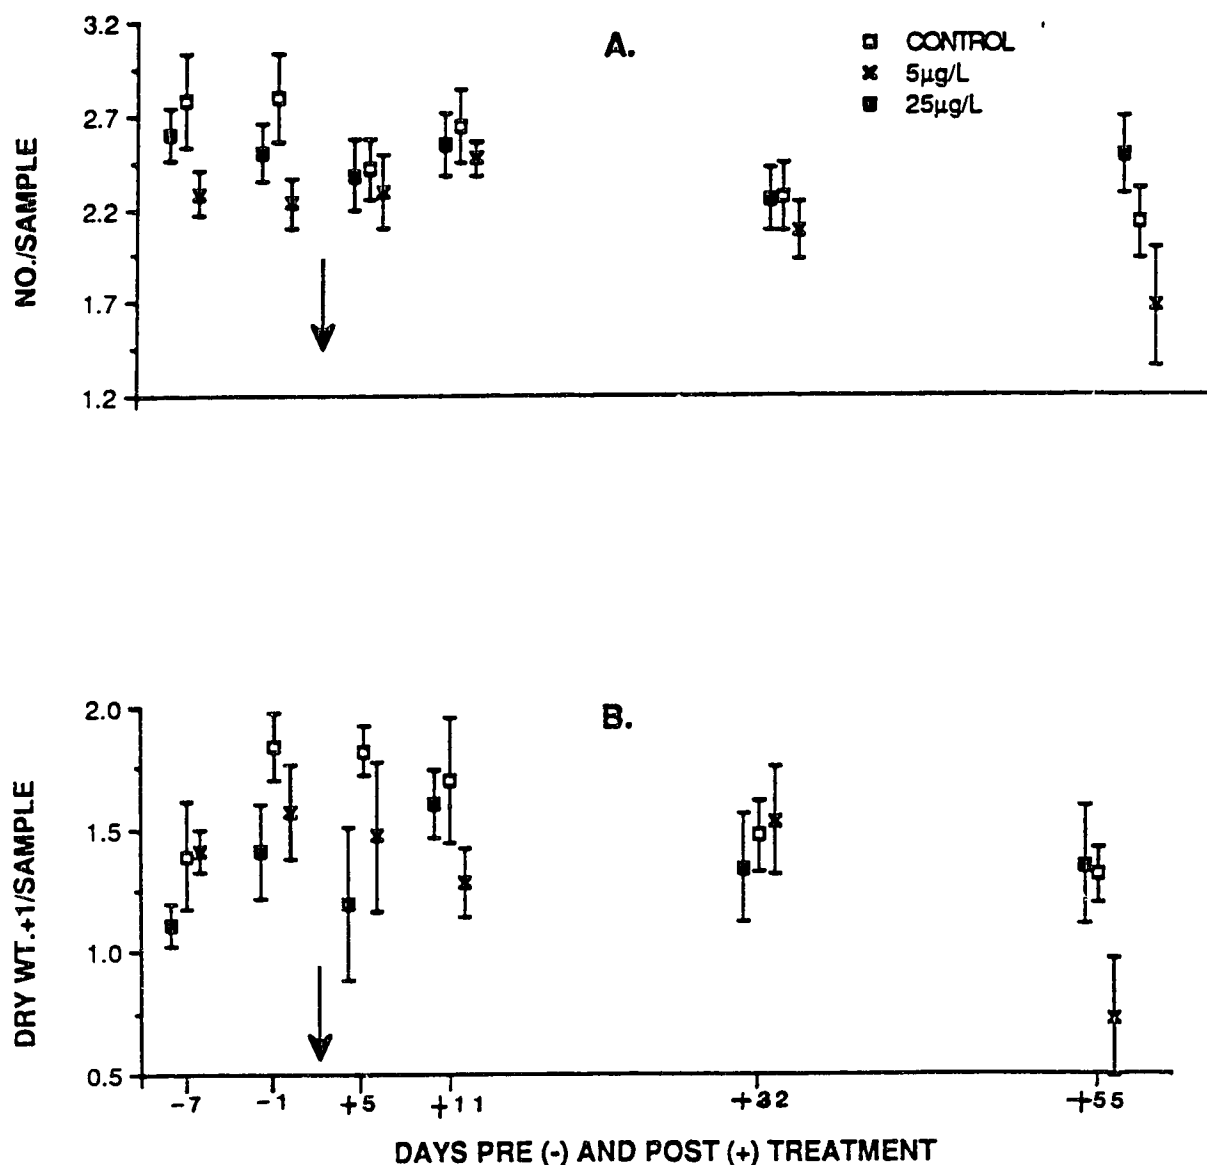 A.
CONTROL
5µg/L
25µg/L
NO./SAMPLE
3.2
2.7
2.2
1.7
1.2
B.
DRY WT.+1/SAMPLE
2.0
1.5
1.0
0.5
-7 -1 +5 +11 +32 +55
DAYS PRE (-) AND POST (+) TREATMENT